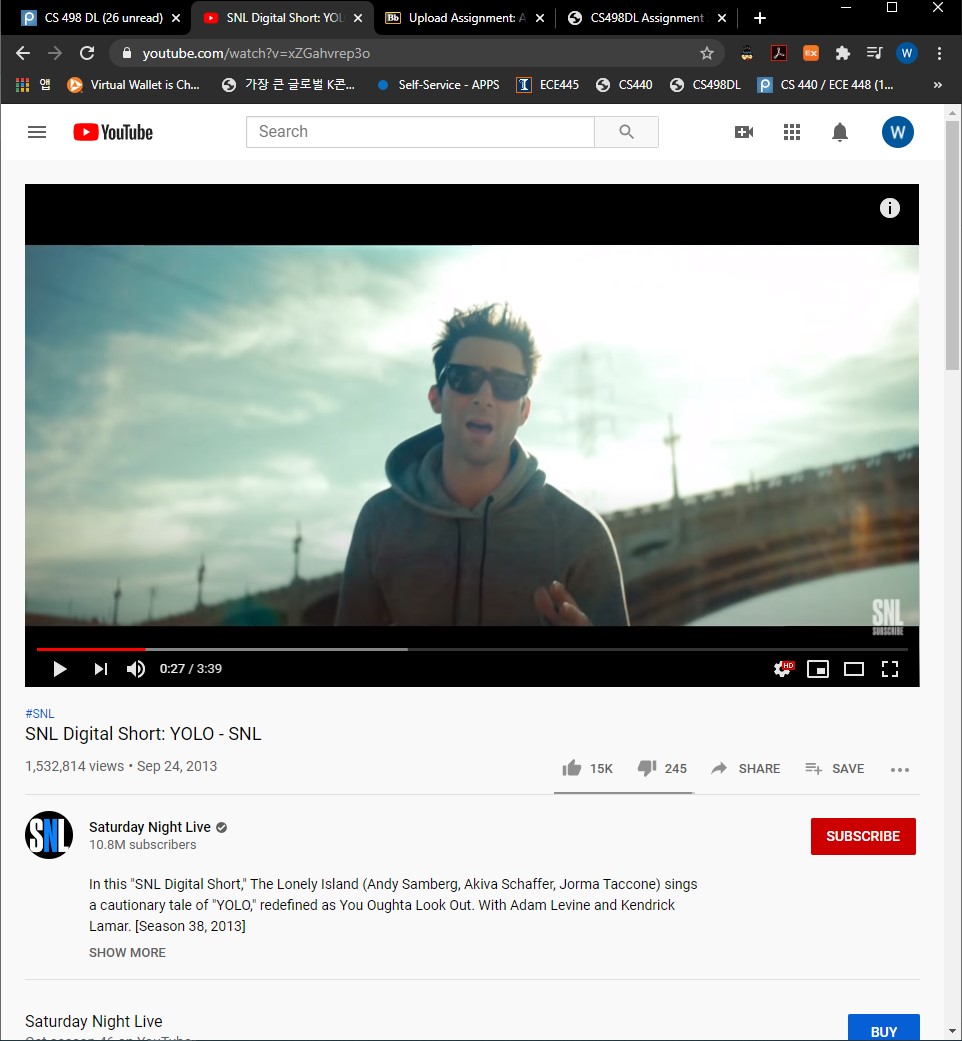 CS 498 DL (26 unread)
SNL Digital Short: YOL
Bb Upload Assignment: A
CS498DL Assignment
youtube.com/watch?v=xZGahvrep3o
W
앱
Virtual Wallet is Ch...
가장 큰 글로벌 K콘...
Self-Service - APPS
ECE445
CS440
CS498DL
CS 440 / ECE 448 (1...
»
YouTube
Search
W
SNL
SUBSCRIBE
0:27 / 3:39
HD
#SNL
SNL Digital Short: YOLO - SNL
1,532,814 views • Sep 24, 2013
15K
245
SHARE
SAVE
SNL
Saturday Night Live
10.8M subscribers
SUBSCRIBE
In this "SNL Digital Short," The Lonely Island (Andy Samberg, Akiva Schaffer, Jorma Taccone) sings
a cautionary tale of "YOLO," redefined as You Oughta Look Out. With Adam Levine and Kendrick
Lamar. [Season 38, 2013]
SHOW MORE
Saturday Night Live
BUY